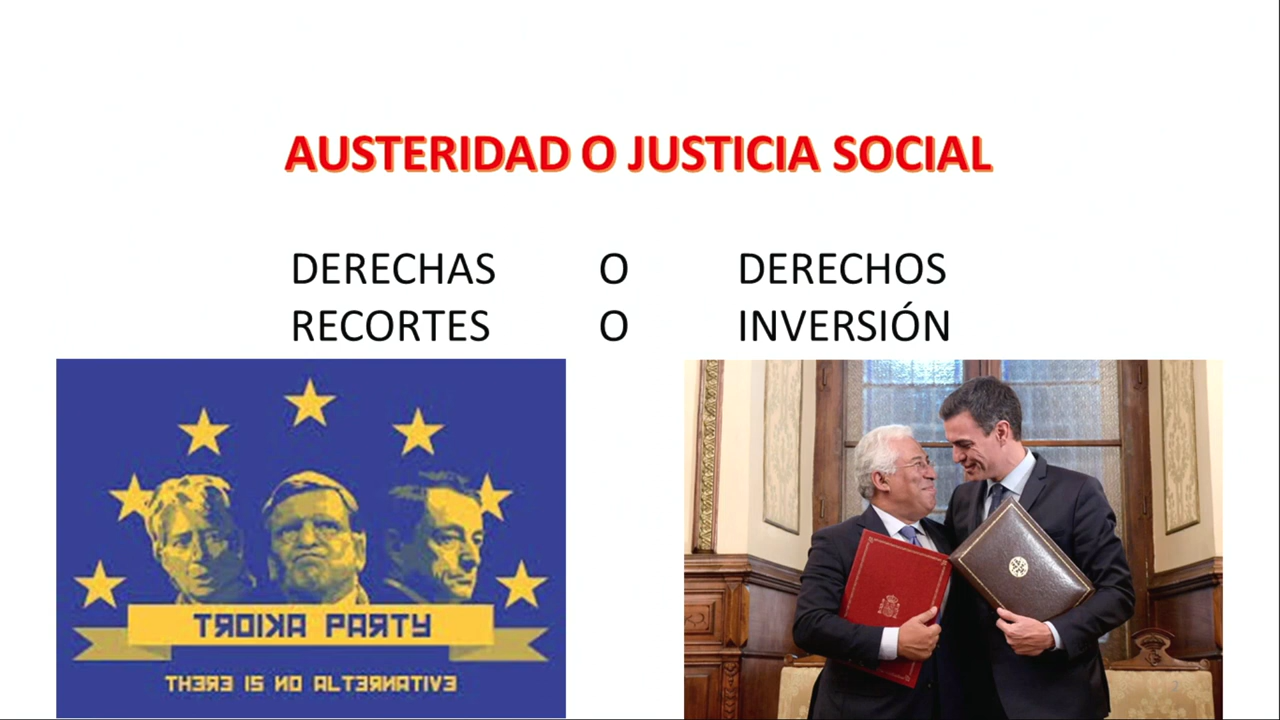 AUSTERIDAD O JUSTICIA SOCIAL
DERECHAS O DERECHOS
RECORTES O INVERSIÓN
TROIKA PARTY
THERE IS NO ALTERNATIVE